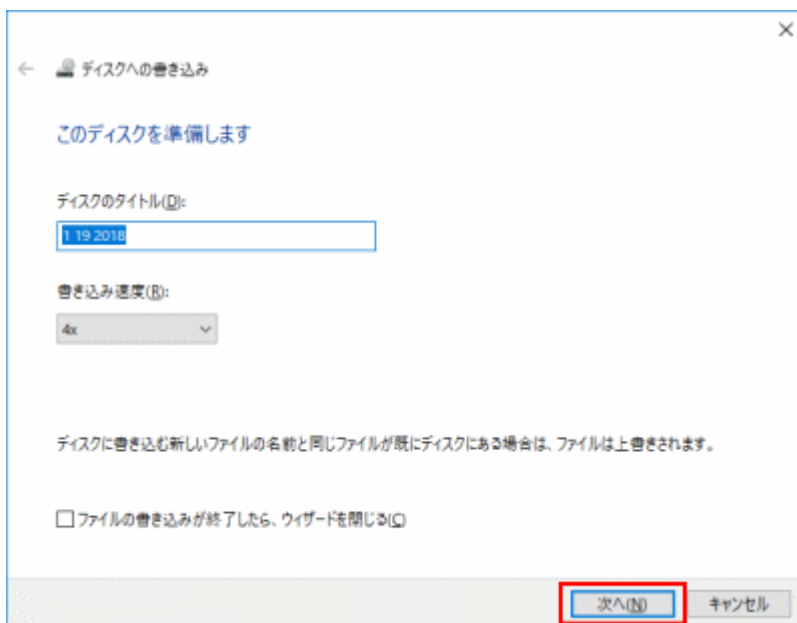 ディスクへの書き込み
このディスクを準備します
ディスクのタイトル(D):
1 19 2018
書き込み速度(R):
4x
ディスクに書き込む新しいファイルの名前と同じファイルが既にディスクにある場合は、ファイルは上書きされます。
ファイルの書き込みが終了したら、ウィザードを閉じる(C)
次へ(N) キャンセル